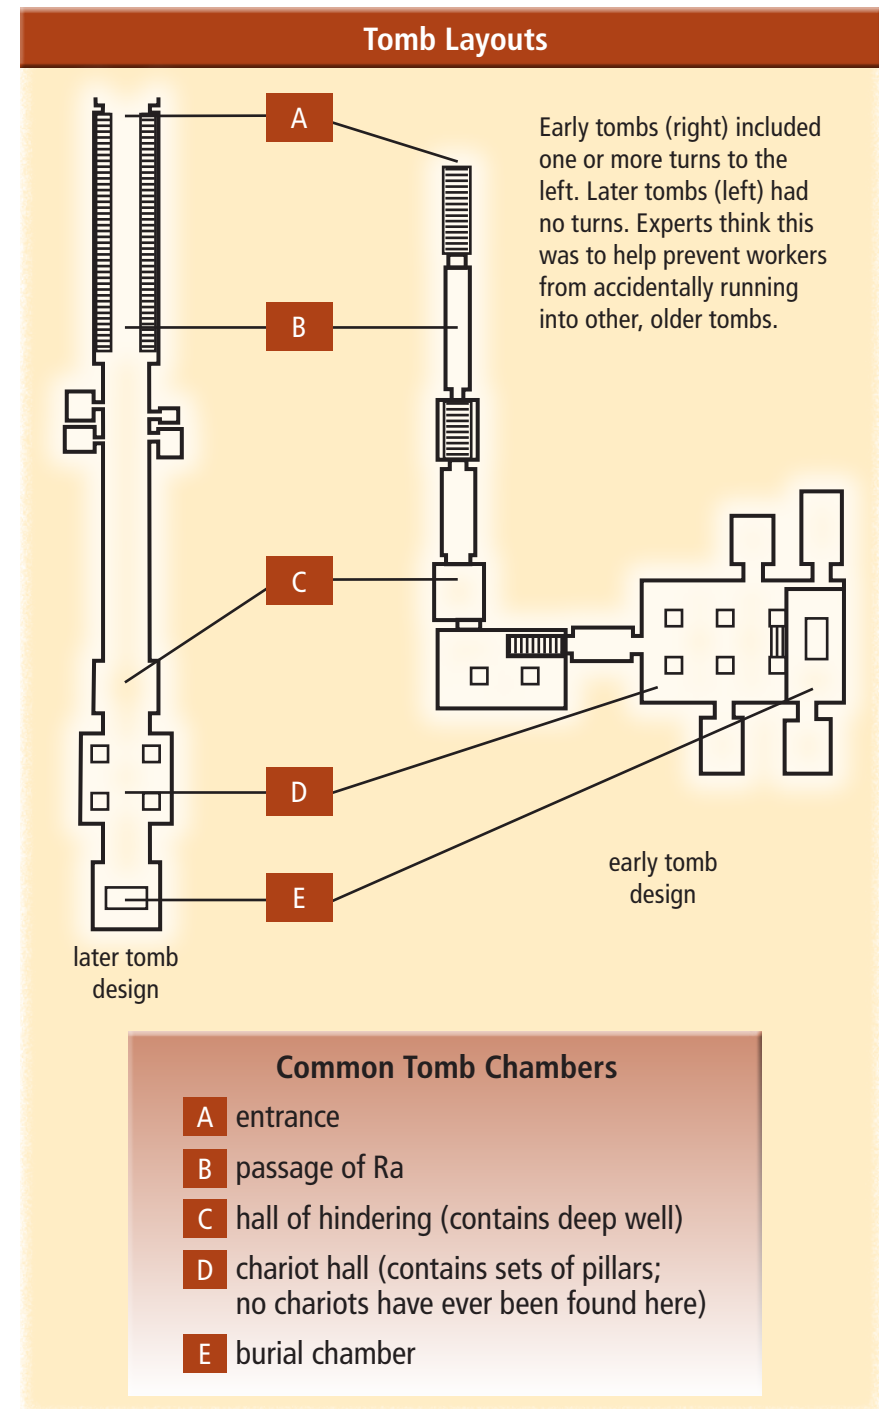 Tomb Layouts
A
Early tombs (right) included
one or more turns to the
left. Later tombs (left) had
no turns. Experts think this
was to help prevent workers
from accidentally running
into other, older tombs.
B
C
D
E
early tomb
design
later tomb
design
Common Tomb Chambers
A entrance
B passage of Ra
C hall of hindering (contains deep well)
D chariot hall (contains sets of pillars;
no chariots have ever been found here)
E burial chamber